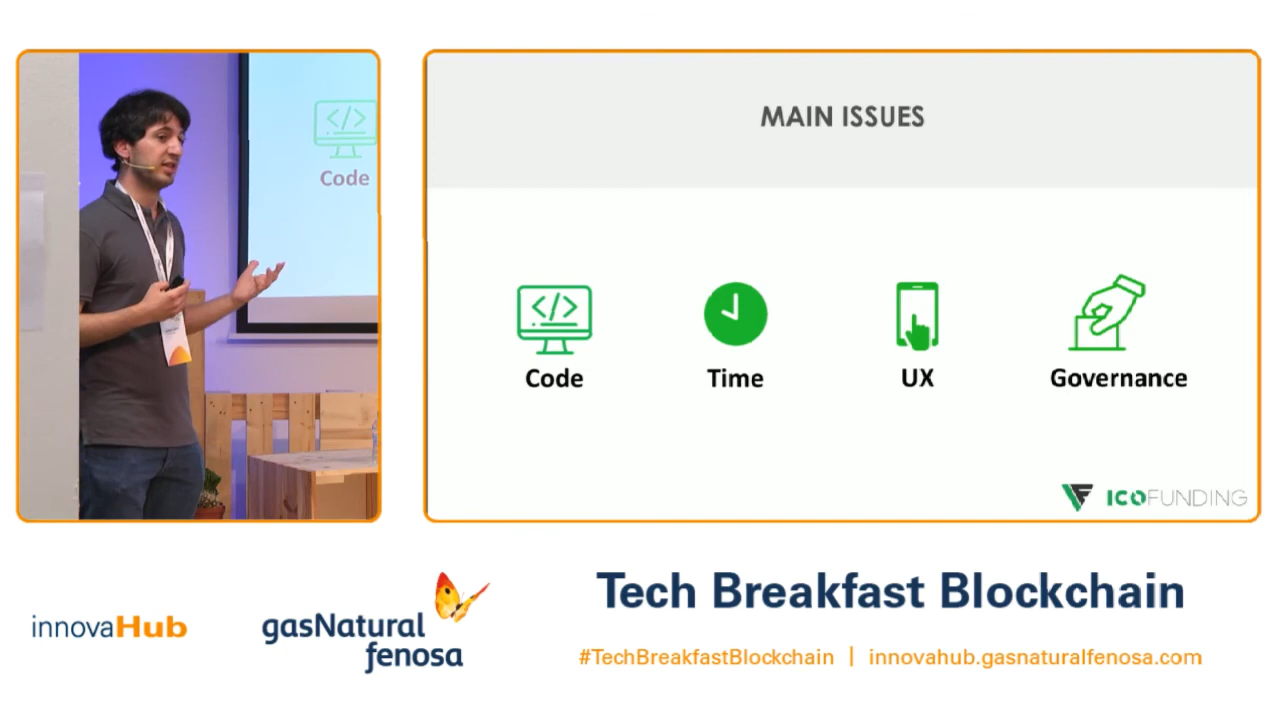 Code
MAIN ISSUES
Code
Time
UX
Governance
ICOFUNDING
innovaHub
gasNatural
fenosa
Tech Breakfast Blockchain
#TechBreakfastBlockchain | innovahub.gasnaturalfenosa.com